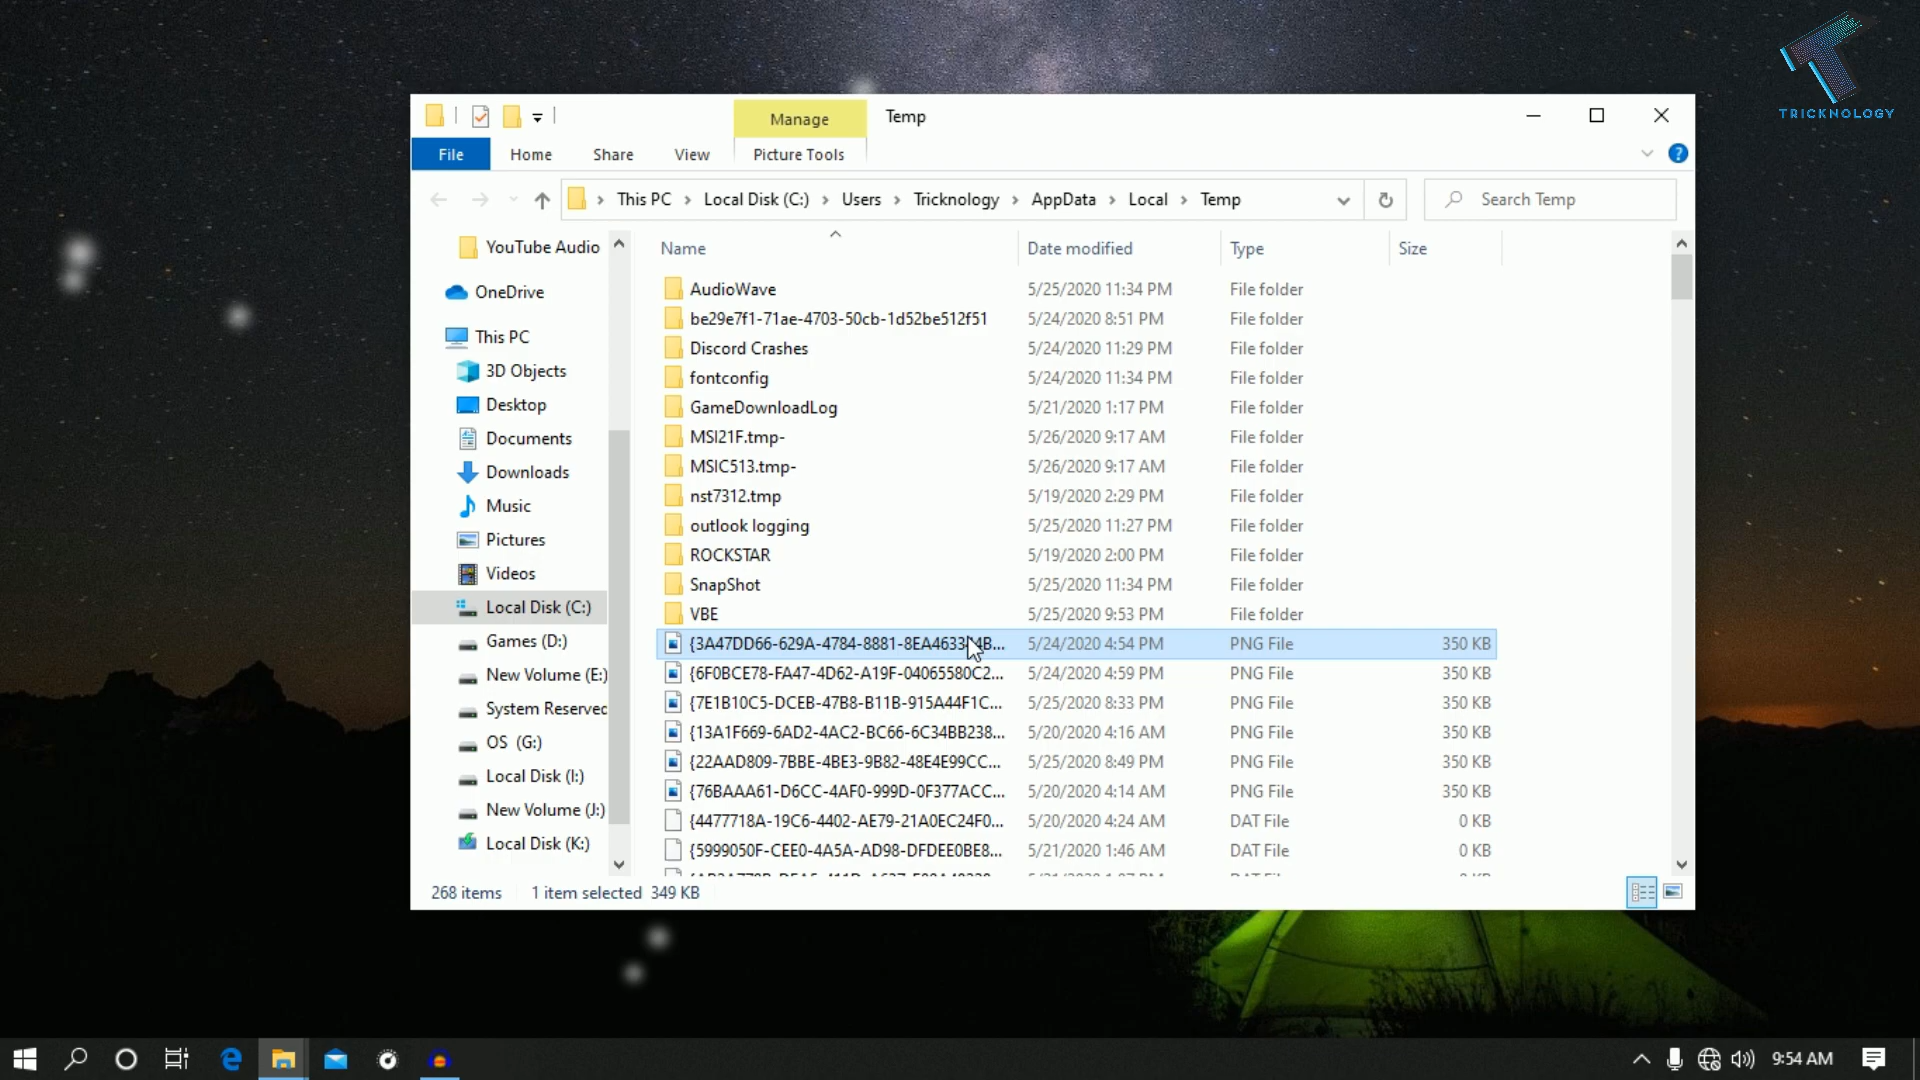 TRICKNOLOGY
Manage
Temp
File
Home
Share
View
Picture Tools
This PC
Local Disk (C:)
Users
Tricknology
AppData
Local
Temp
Search Temp
YouTube Audio
OneDrive
This PC
3D Objects
Desktop
Documents
Downloads
Music
Pictures
Videos
Local Disk (C:)
Games (D:)
New Volume (E:)
System Reserved
OS (G:)
Local Disk (I:)
New Volume (J:)
Local Disk (K:)
Name Date modified Type Size
AudioWave 5/25/2020 11:34 PM File folder
be29e7f1-71ae-4703-50cb-1d52be512f51 5/24/2020 8:51 PM File folder
Discord Crashes 5/24/2020 11:29 PM File folder
fontconfig 5/24/2020 11:34 PM File folder
GameDownloadLog 5/21/2020 1:17 PM File folder
MSI21F.tmp- 5/26/2020 9:17 AM File folder
MSIC513.tmp- 5/26/2020 9:17 AM File folder
nst7312.tmp 5/19/2020 2:29 PM File folder
outlook logging 5/25/2020 11:27 PM File folder
ROCKSTAR 5/19/2020 2:00 PM File folder
SnapShot 5/25/2020 11:34 PM File folder
VBE 5/25/2020 9:53 PM File folder
5/24/2020 4:54 PM PNG File 350 KB
{6F0BCE78-FA47-4D62-A19F-04065580C2... 5/24/2020 4:59 PM PNG File 350 KB
{7E1B10C5-DCEB-47B8-B11B-915A44F1C... 5/25/2020 8:33 PM PNG File 350 KB
{13A1F669-6AD2-4AC2-BC66-6C34BB238... 5/20/2020 4:16 AM PNG File 350 KB
{22AAD809-7BBE-4BE3-9B82-48E4E99CC... 5/25/2020 8:49 PM PNG File 350 KB
{76BAAA61-D6CC-4AF0-999D-0F377ACC... 5/20/2020 4:14 AM PNG File 350 KB
{4477718A-19C6-4402-AE79-21A0EC24F0... 5/20/2020 4:24 AM DAT File 0 KB
{5999050F-CEE0-4A5A-AD98-DFDEE0BE8... 5/21/2020 1:46 AM DAT File 0 KB
268 items 1 item selected 349 KB
9:54 AM